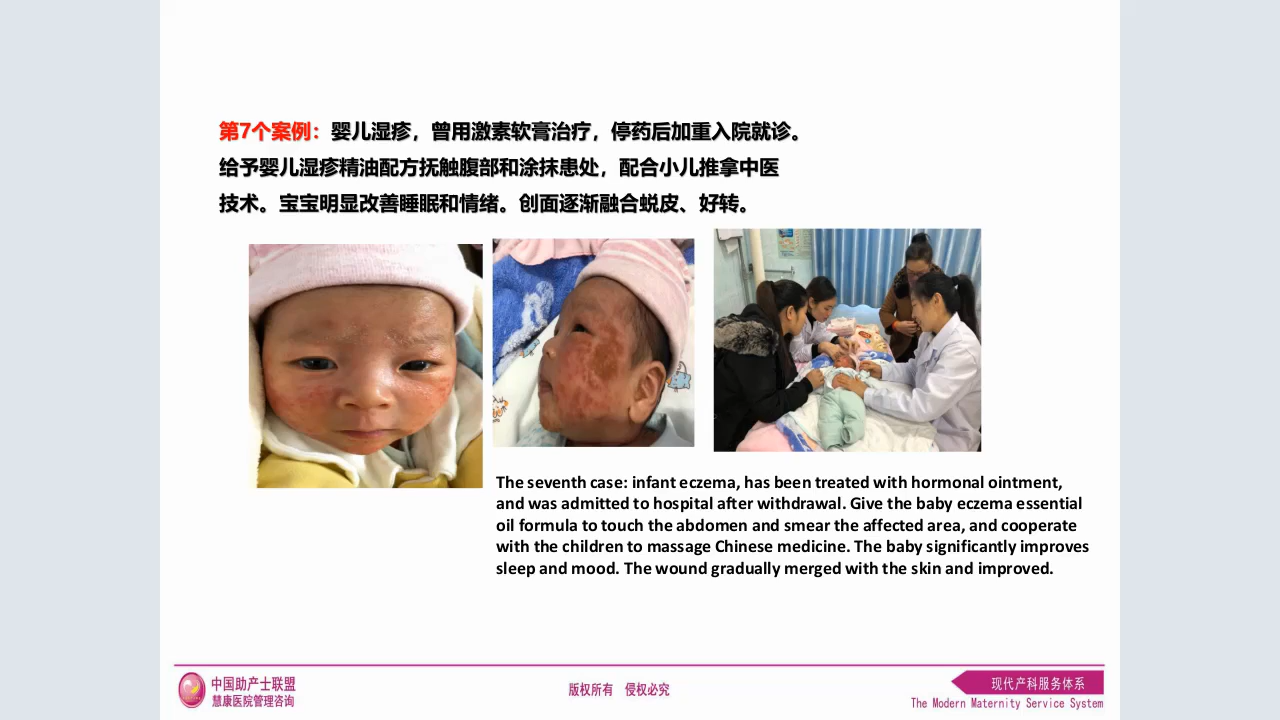 第7个案例：婴儿湿疹，曾用激素软膏治疗，停药后加重入院就诊。
给予婴儿湿疹精油配方抚触腹部和涂抹患处，配合小儿推拿中医
技术。宝宝明显改善睡眠和情绪。创面逐渐融合蜕皮、好转。
The seventh case: infant eczema, has been treated with hormonal ointment,
and was admitted to hospital after withdrawal. Give the baby eczema essential
oil formula to touch the abdomen and smear the affected area, and cooperate
with the children to massage Chinese medicine. The baby significantly improves
sleep and mood. The wound gradually merged with the skin and improved.
中国助产士联盟
慧康医院管理咨询
版权所有 侵权必究
现代产科服务体系
The Modern Maternity Service System